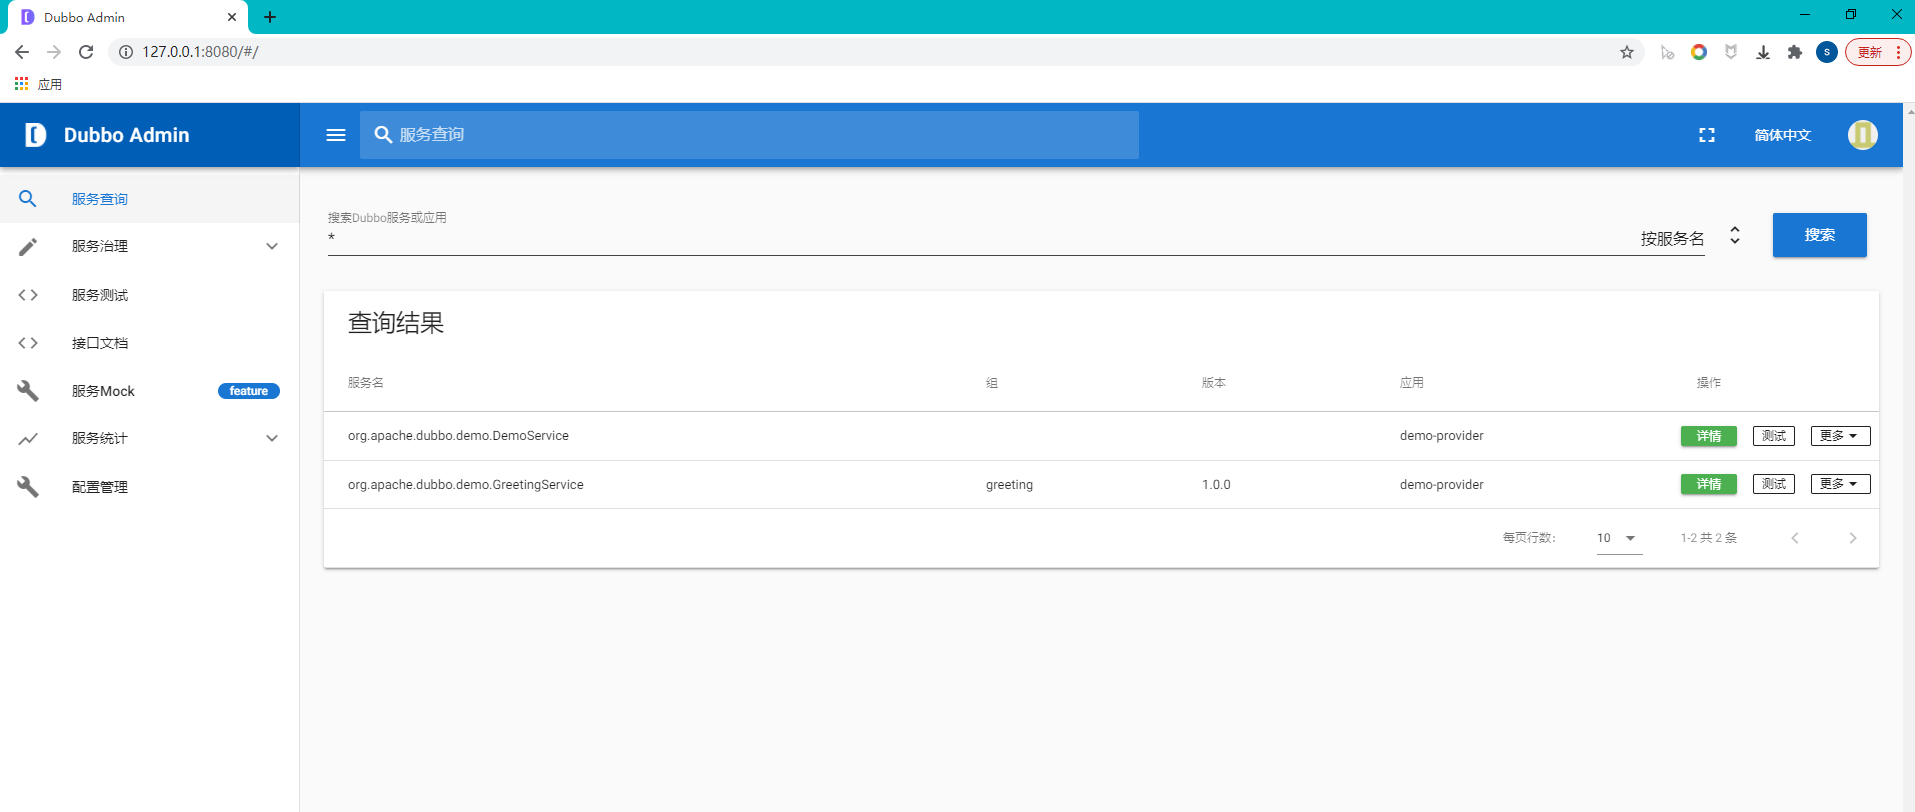 Dubbo Admin
127.0.0.1:8080/#/
S
更新
应用
Dubbo Admin
服务查询
简体中文
服务查询
服务治理
服务测试
接口文档
服务Mock
feature
服务统计
配置管理
搜索Dubbo服务或应用
*
按服务名
搜索
查询结果
服务名 组 版本 应用 操作
org.apache.dubbo.demo.DemoService demo-provider 详情 测试 更多
org.apache.dubbo.demo.GreetingService greeting 1.0.0 demo-provider 详情 测试 更多
每页行数: 10 1-2 共 2 条